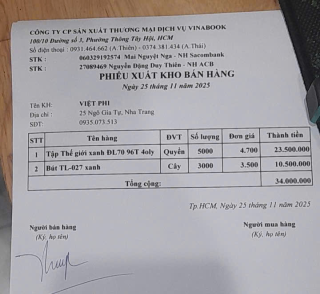 CÔNG TY CP SẢN XUẤT THƯƠNG MẠI DỊCH VỤ VINABOOK
100/10 Đường số 3, Phường Thông Tây Hội, HCM
Số điện thoại : 0931.464.662 (A.Thiên) - 0374.381.434 (A.Thái)
STK : 060329192574 Mai Nguyệt Nga - NH Sacombank
STK : 27089469 Nguyễn Đặng Duy Thiên - NH ACB
PHIẾU XUẤT KHO BÁN HÀNG
Ngày 25 tháng 11 năm 2025
Tên KH: VIỆT PHI
Địa chỉ : 25 Ngô Gia Tự, Nha Trang
SDT: 0935.073.513
STT Tên hàng ĐVT Số lượng Đơn giá Thành tiền
1 Tập Thế giới xanh ĐL70 96T 4oly Quyển 5000 4.700 23.500.000
2 Bút TL-027 xanh Cây 3000 3.500 10.500.000
Tổng cộng: 34.000.000
Tp.HCM, Ngày 25 tháng 11 năm 2025
Người bán hàng Người mua hàng
(Ký, họ tên) (Ký, họ tên)